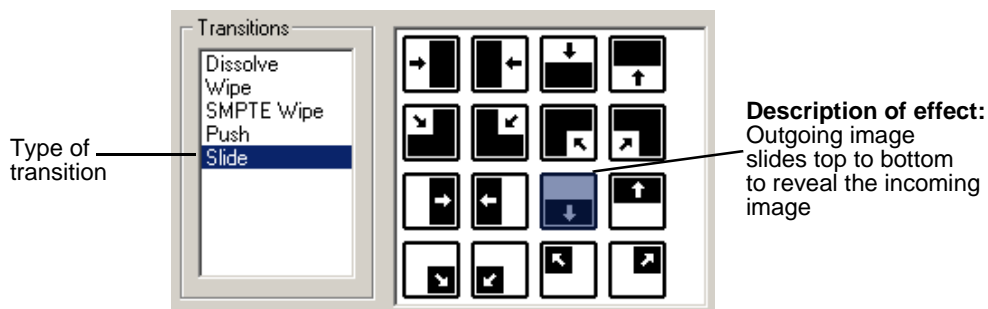 Transitions
Dissolve
Wipe
SMPTE Wipe
Push
Slide
Type of
transition
Description of effect:
Outgoing image
slides top to bottom
to reveal the incoming
image